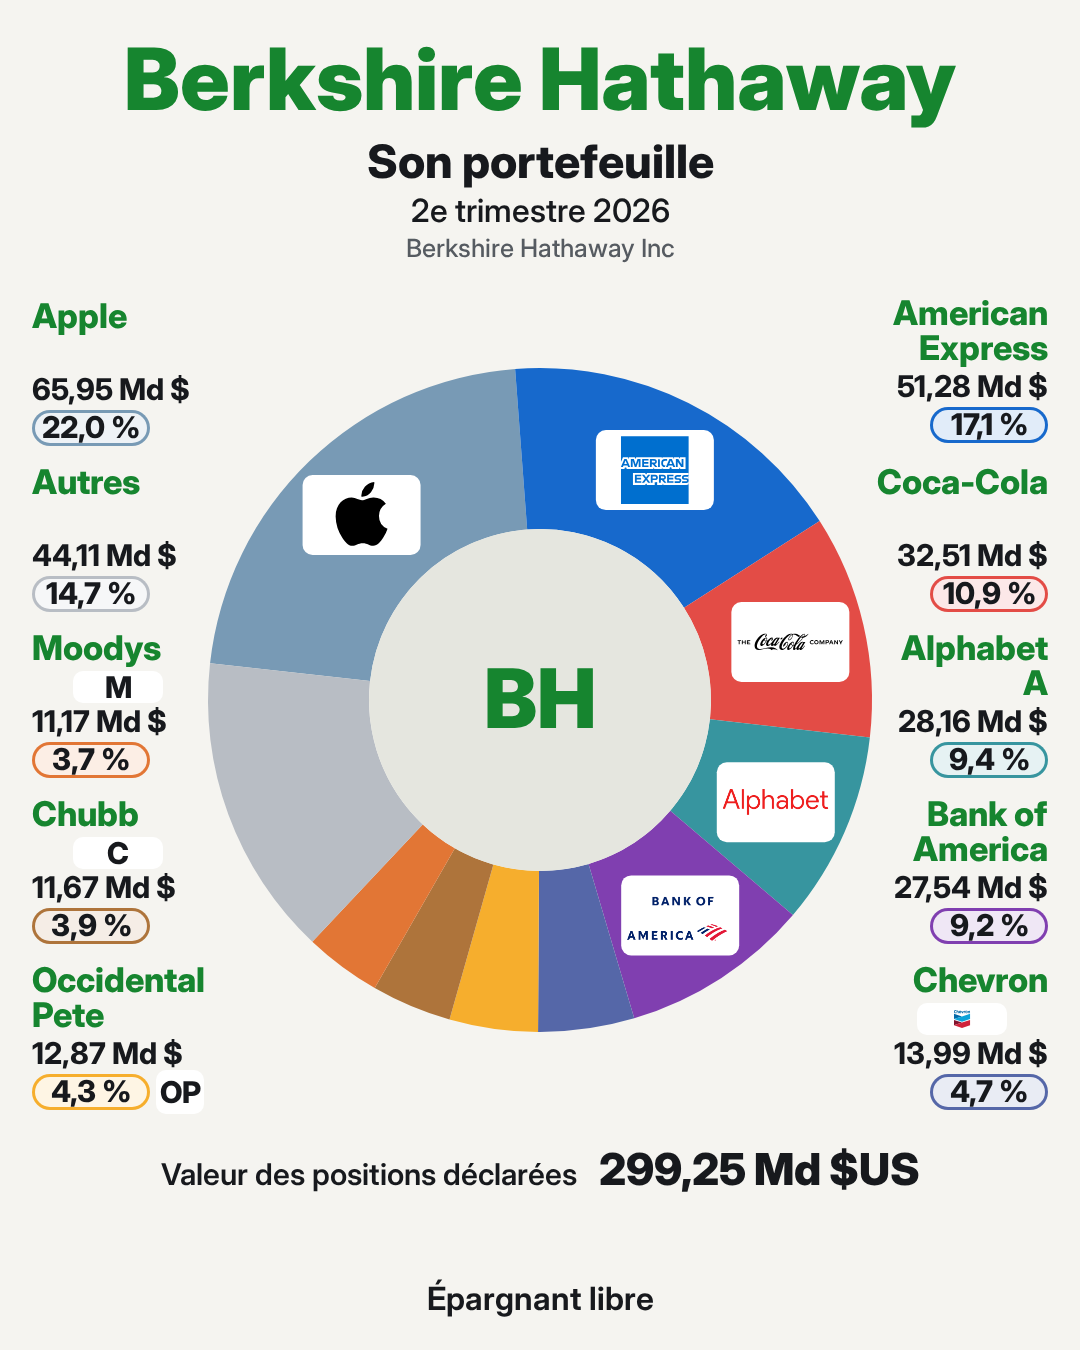 Berkshire Hathaway
Son portefeuille
2e trimestre 2026
Berkshire Hathaway Inc
Apple
65,95 Md $
22,0 %
Autres
44,11 Md $
14,7 %
Moodys
M
11,17 Md $
3,7 %
Chubb
C
11,67 Md $
3,9 %
Occidental
Pete
12,87 Md $
4,3 %
OP
AMERICAN
EXPRESS
THE Coca-Cola COMPANY
Alphabet
BANK OF
AMERICA
BH
American
Express
51,28 Md $
17,1 %
Coca-Cola
32,51 Md $
10,9 %
Alphabet
A
28,16 Md $
9,4 %
Bank of
America
27,54 Md $
9,2 %
Chevron
Chevron
13,99 Md $
4,7 %
Valeur des positions déclarées 299,25 Md $US
Épargnant libre